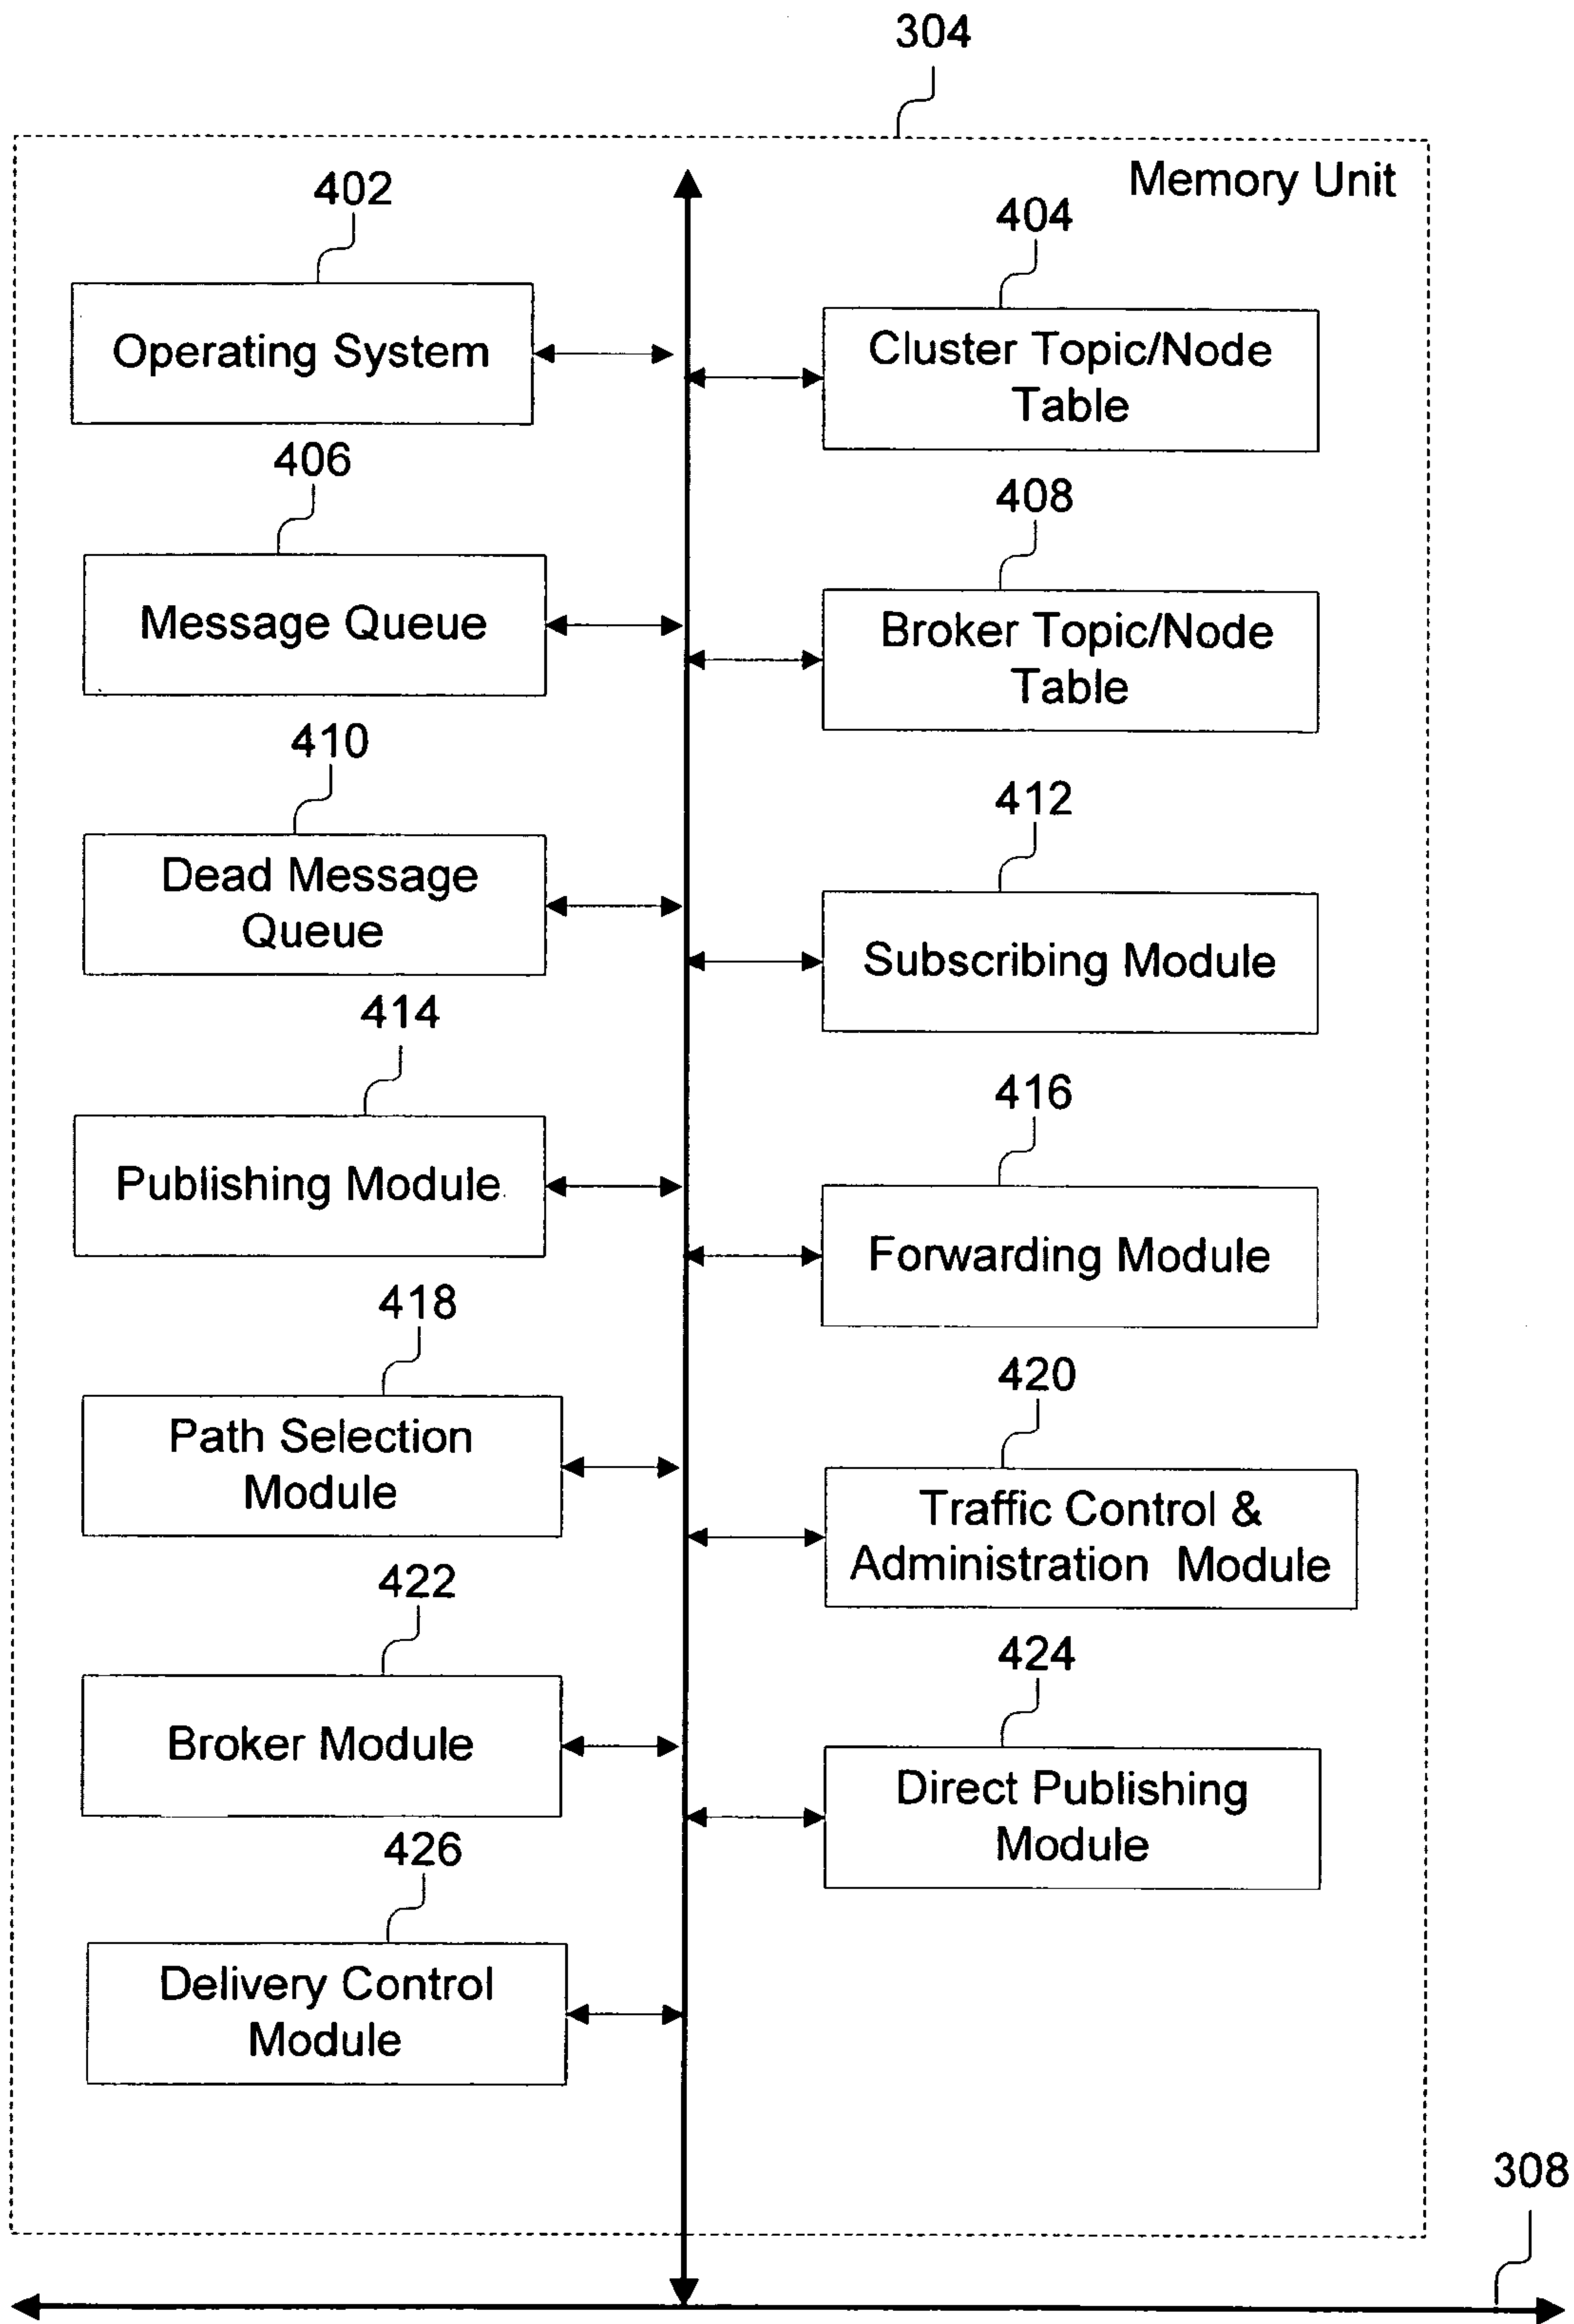 304
Memory Unit
402
404
Operating System
Cluster Topic/Node
Table
406
408
Message Queue
Broker Topic/Node
Table
410
412
Dead Message
Queue
Subscribing Module
414
416
Publishing Module
Forwarding Module
418
420
Path Selection
Module
Traffic Control &
Administration Module
422
424
Broker Module
Direct Publishing
Module
426
Delivery Control
Module
308